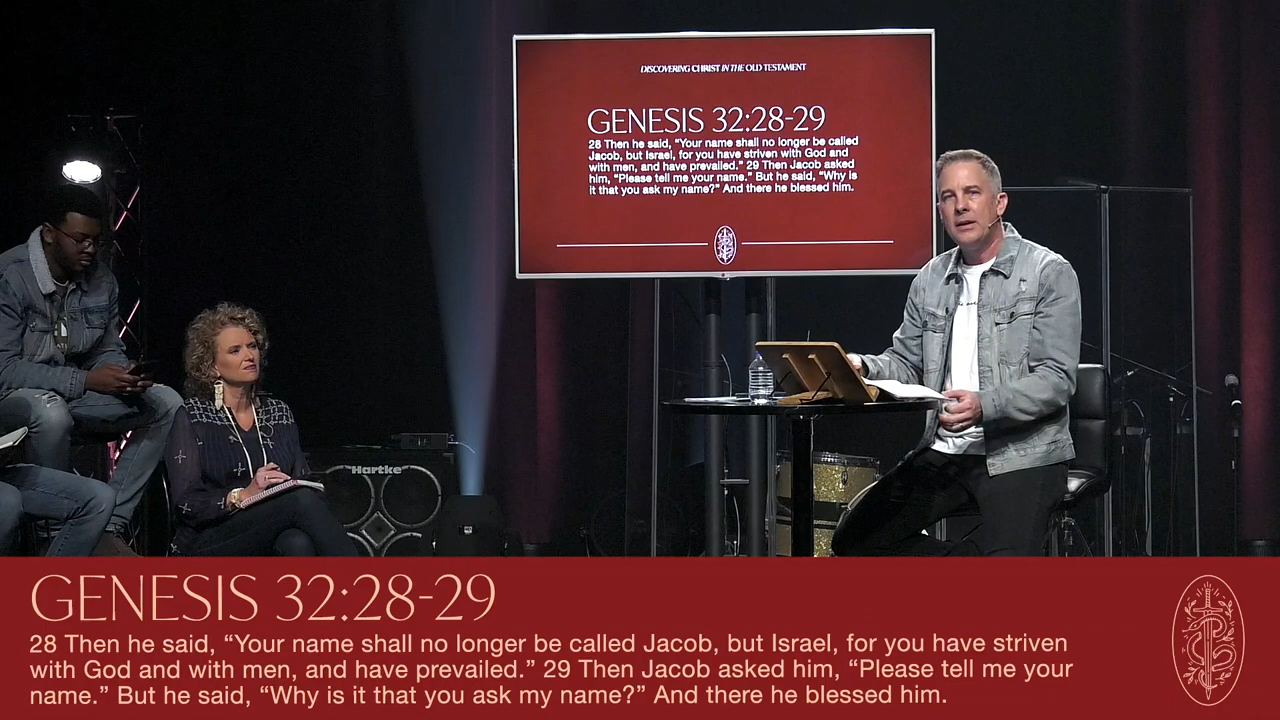 DISCOVERING CHRIST IN THE OLD TESTAMENT
GENESIS 32:28-29
28 Then he said, “Your name shall no longer be called
Jacob, but Israel, for you have striven with God and
with men, and have prevailed.” 29 Then Jacob asked
him, “Please tell me your name.” But he said, “Why is
it that you ask my name?” And there he blessed him.
Hartke
GENESIS 32:28-29
28 Then he said, “Your name shall no longer be called Jacob, but Israel, for you have striven
with God and with men, and have prevailed.” 29 Then Jacob asked him, “Please tell me your
name.” But he said, “Why is it that you ask my name?” And there he blessed him.